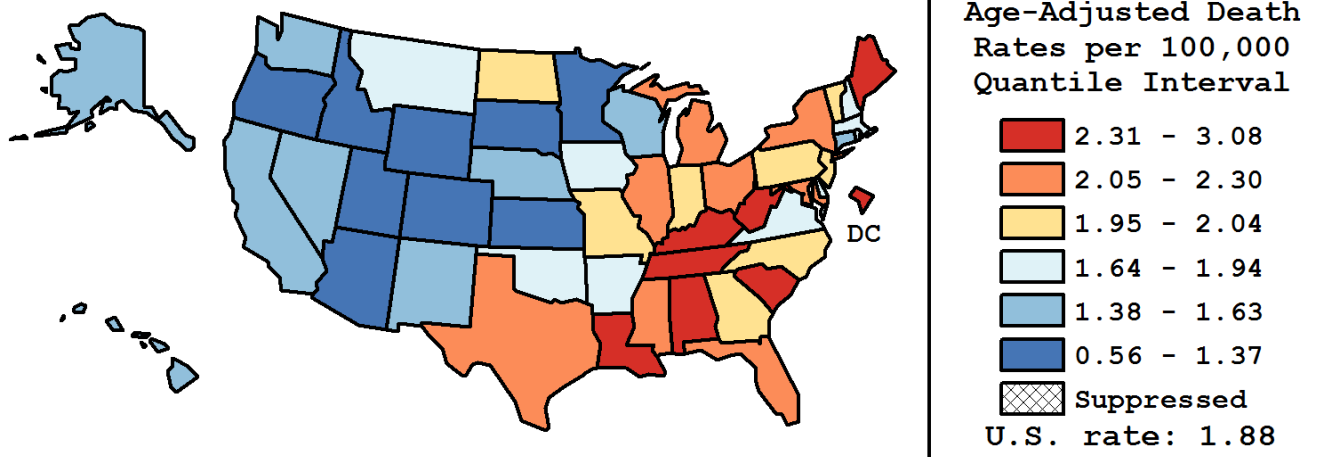 Age-Adjusted Death
Rates per 100,000
Quantile Interval
2.31 - 3.08
2.05 - 2.30
1.95 - 2.04
1.64 - 1.94
1.38 - 1.63
0.56 - 1.37
Suppressed
U.S. rate: 1.88
DC